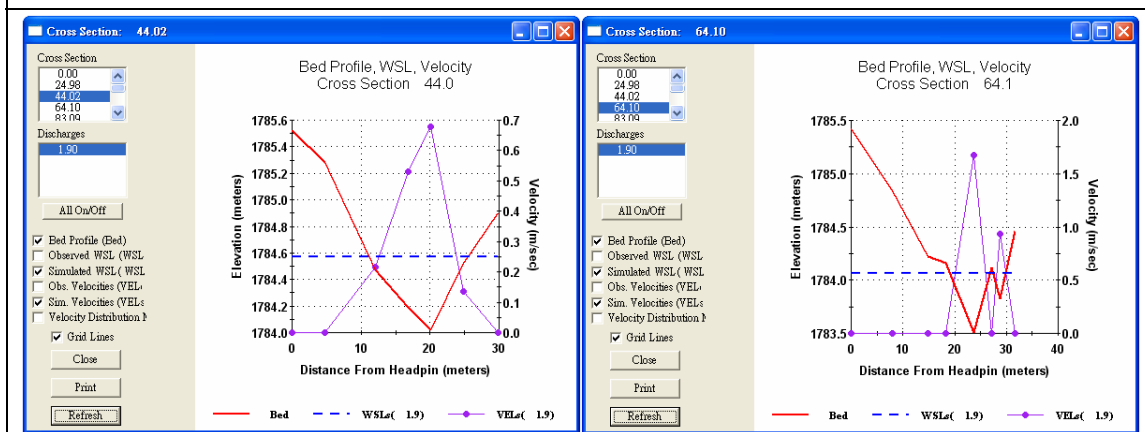 Cross Section: 44.02
Cross Section
0.00
24.98
44.02
64.10
83.09
Discharges
1.90
All On/Off
Bed Profile (Bed)
Observed WSL (WSL
Simulated WSL ( WSL
Obs. Velocities (VEL
Sim. Velocities (VELs
Velocity Distribution
Grid Lines
Close
Print
Refresh
Bed Profile, WSL, Velocity
Cross Section 44.0
1785.6
1785.4
1785.2
1785.0
1784.8
1784.6
1784.4
1784.2
1784.0
Elevation (meters)
0.7
0.6
0.5
0.4
0.3
0.2
0.1
0.0
Velocity (m/sec)
0 10 20 30
Distance From Headpin (meters)
Bed WSLs( 1.9) VELs( 1.9)
Cross Section: 64.10
Cross Section
0.00
24.98
44.02
64.10
83.09
Discharges
1.90
All On/Off
Bed Profile (Bed)
Observed WSL (WSL
Simulated WSL ( WSL
Obs. Velocities (VEL
Sim. Velocities (VELs
Velocity Distribution
Grid Lines
Close
Print
Refresh
Bed Profile, WSL, Velocity
Cross Section 64.1
1785.5
1785.0
1784.5
1784.0
1783.5
Elevation (meters)
2.0
1.5
1.0
0.5
0.0
Velocity (m/sec)
0 10 20 30 40
Distance From Headpin (meters)
Bed WSLs( 1.9) VELs( 1.9)